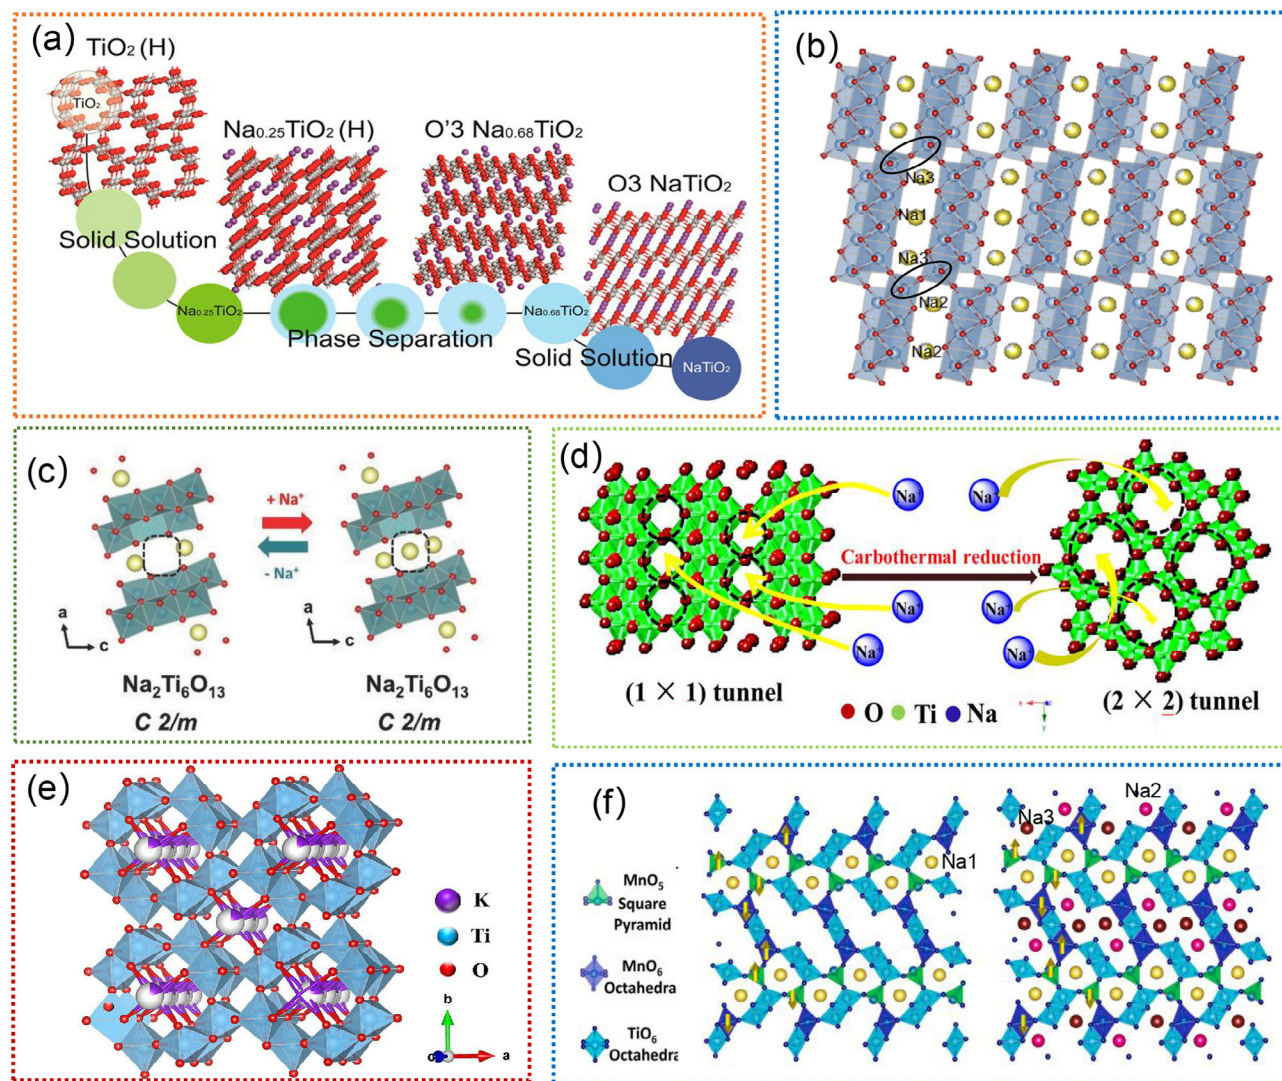 (a)
TiO₂ (H)
TiO₂
Na₀.₂₅TiO₂ (H)
O'3 Na₀.₆₈TiO₂
O3 NaTiO₂
Solid Solution
Na₀.₂₅TiO₂
Phase Separation
Na₀.₆₈TiO₂
Solid Solution
NaTiO₂
(b)
Na3
Na1
Na3
Na2
Na2
(c)
+ Na⁺
- Na⁺
a
c
a
c
Na₂Ti₆O₁₃
Na₂Ti₆O₁₃
C 2/m
C 2/m
(d)
Na⁺
Na⁺
Carbothermal reduction
Na⁺
Na⁺
Na⁺
Na⁺
(1 × 1) tunnel
O
Ti
Na
x
z
y
(2 × 2) tunnel
(e)
K
Ti
O
b
c
a
(f)
Na2
Na3
Na1
MnO₅
Square
Pyramid
MnO₆
Octahedra
TiO₆
Octahedra